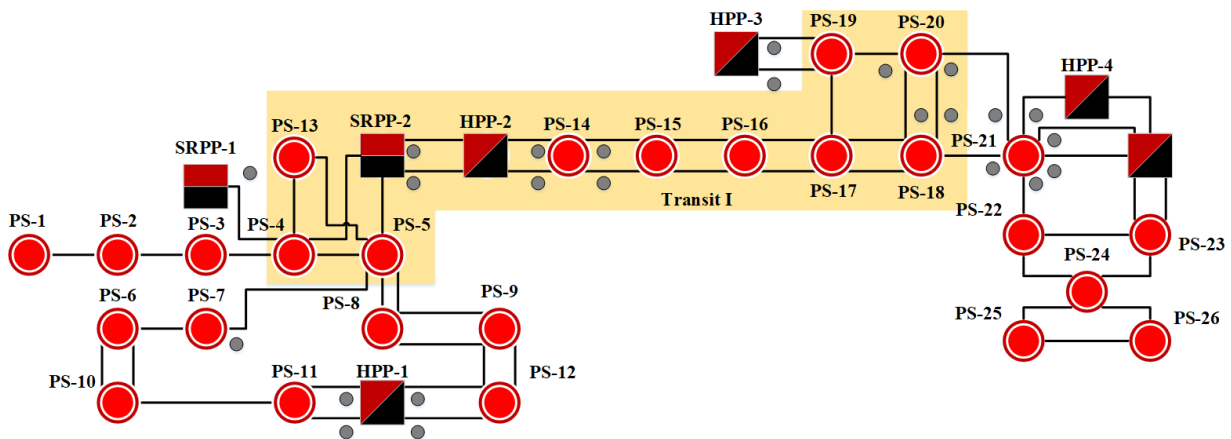 HPP-3
PS-19
PS-20
HPP-4
PS-13
SRPP-2
HPP-2
PS-14
PS-15
PS-16
PS-21
SRPP-1
PS-17
PS-18
Transit I
PS-1
PS-2
PS-3
PS-4
PS-5
PS-22
PS-23
PS-24
PS-6
PS-7
PS-8
PS-9
PS-25
PS-26
PS-10
PS-11
HPP-1
PS-12